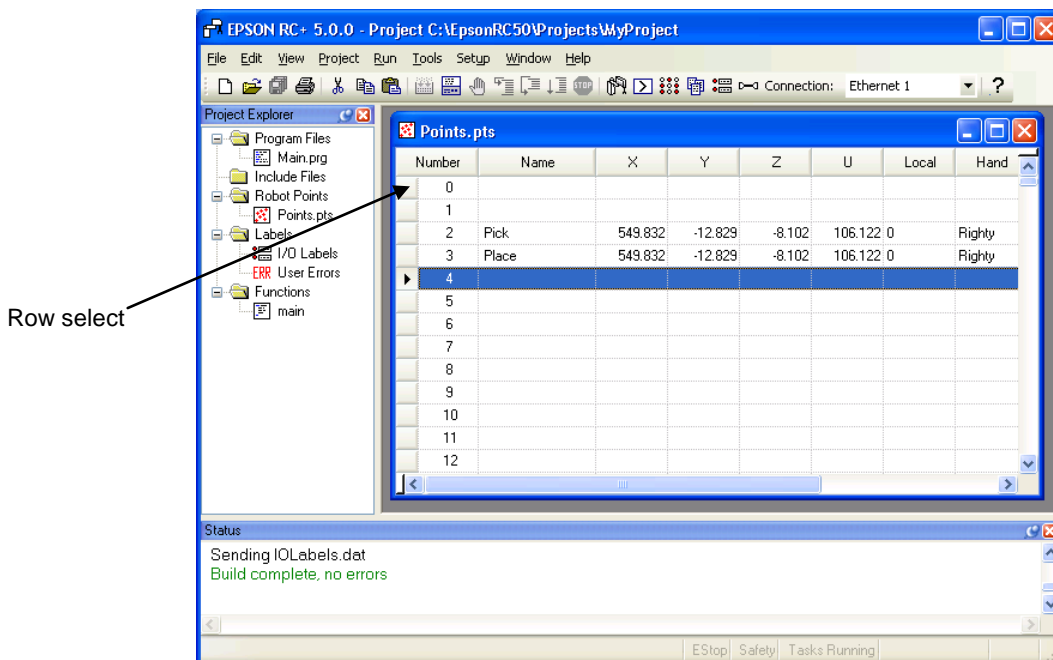 EPSON RC+ 5.0.0 - Project C:\EpsonRC50\Projects\MyProject
File Edit View Project Run Tools Setup Window Help
STOP Connection: Ethernet 1 ?
Project Explorer
Program Files
Main.prg
Include Files
Robot Points
Points.pts
Labels
I/O Labels
ERR User Errors
Functions
main
Row select
Points.pts
Number Name X Y Z U Local Hand
0
1
2 Pick 549.832 -12.829 -8.102 106.122 0 Righty
3 Place 549.832 -12.829 -8.102 106.122 0 Righty
4
5
6
7
8
9
10
11
12
Status
Sending IOLabels.dat
Build complete, no errors
EStop Safety Tasks Running